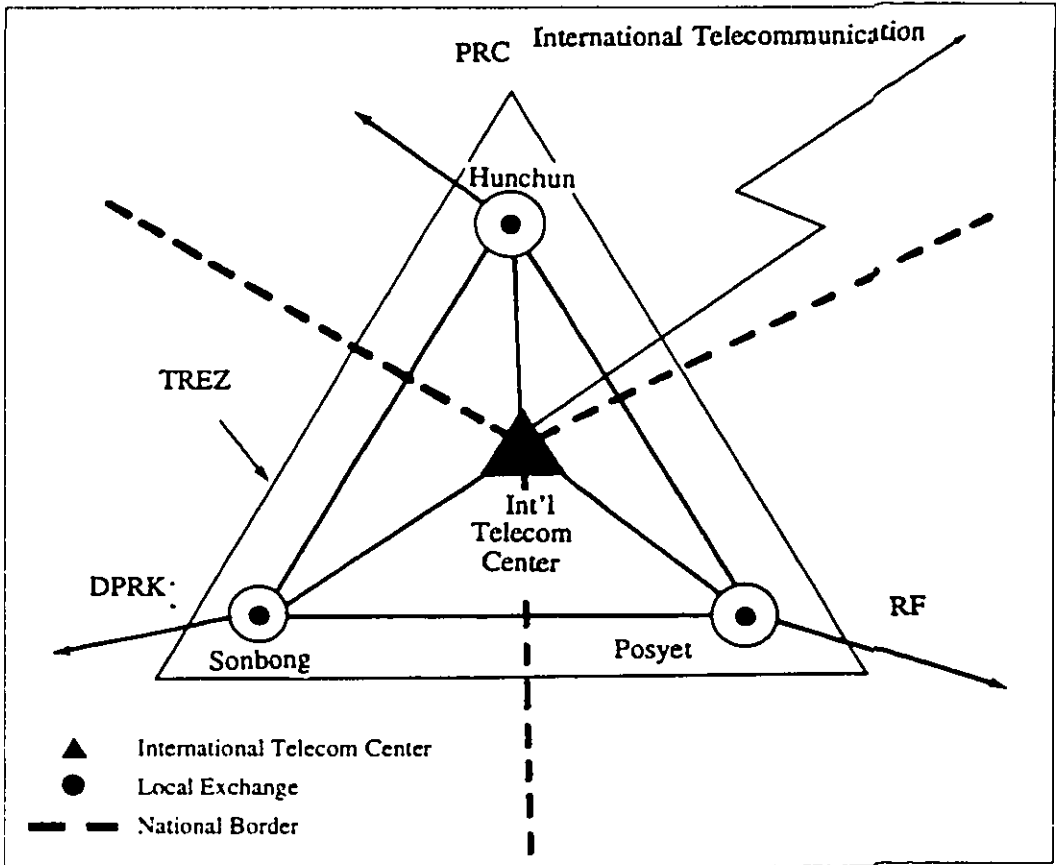 International Telecommunication
PRC
Hunchun
TREZ
Int'l
Telecom
Center
DPRK:
RF
Sonbong
Posyet
International Telecom Center
Local Exchange
National Border